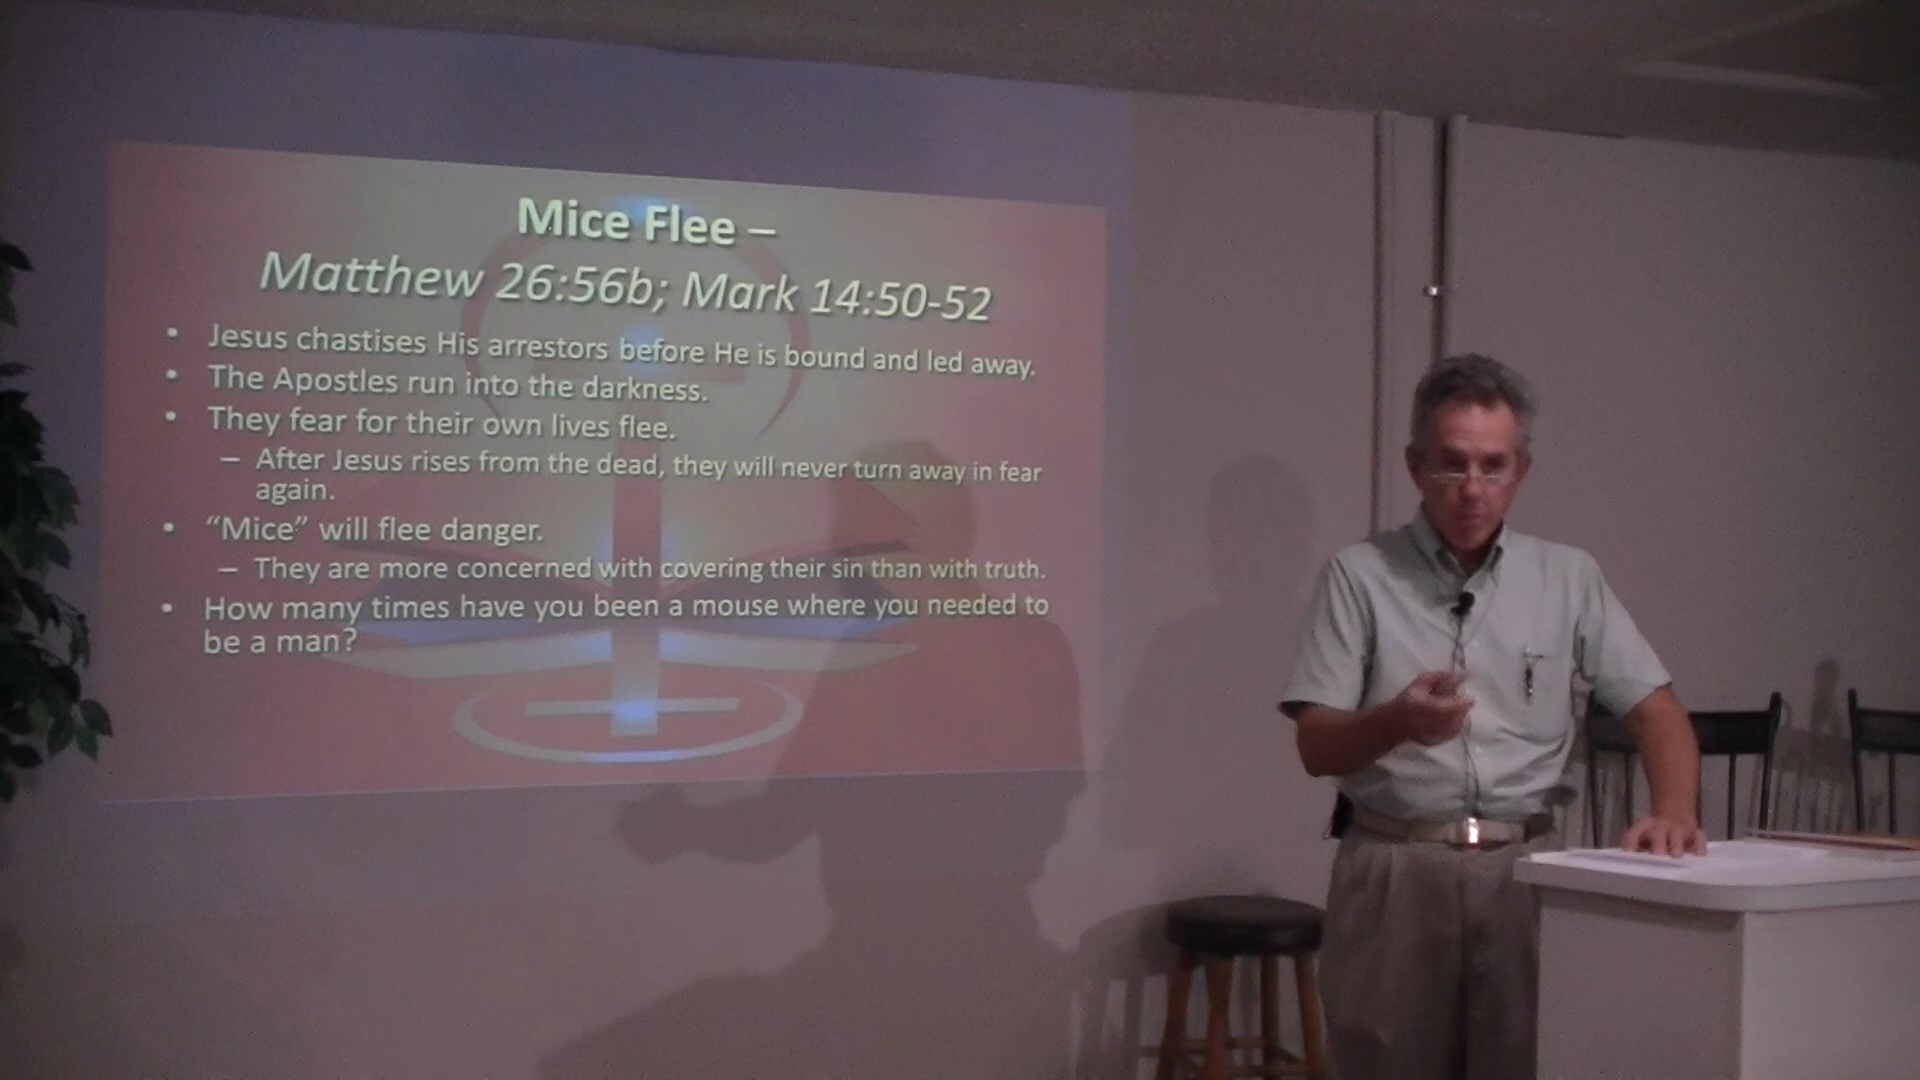 Mice Flee –
Matthew 26:56b; Mark 14:50-52
• Jesus chastises His arrestors before He is bound and led away.
• The Apostles run into the darkness.
• They fear for their own lives flee.
– After Jesus rises from the dead, they will never turn away in fear
again.
• “Mice” will flee danger.
– They are more concerned with covering their sin than with truth.
• How many times have you been a mouse where you needed to
be a man?